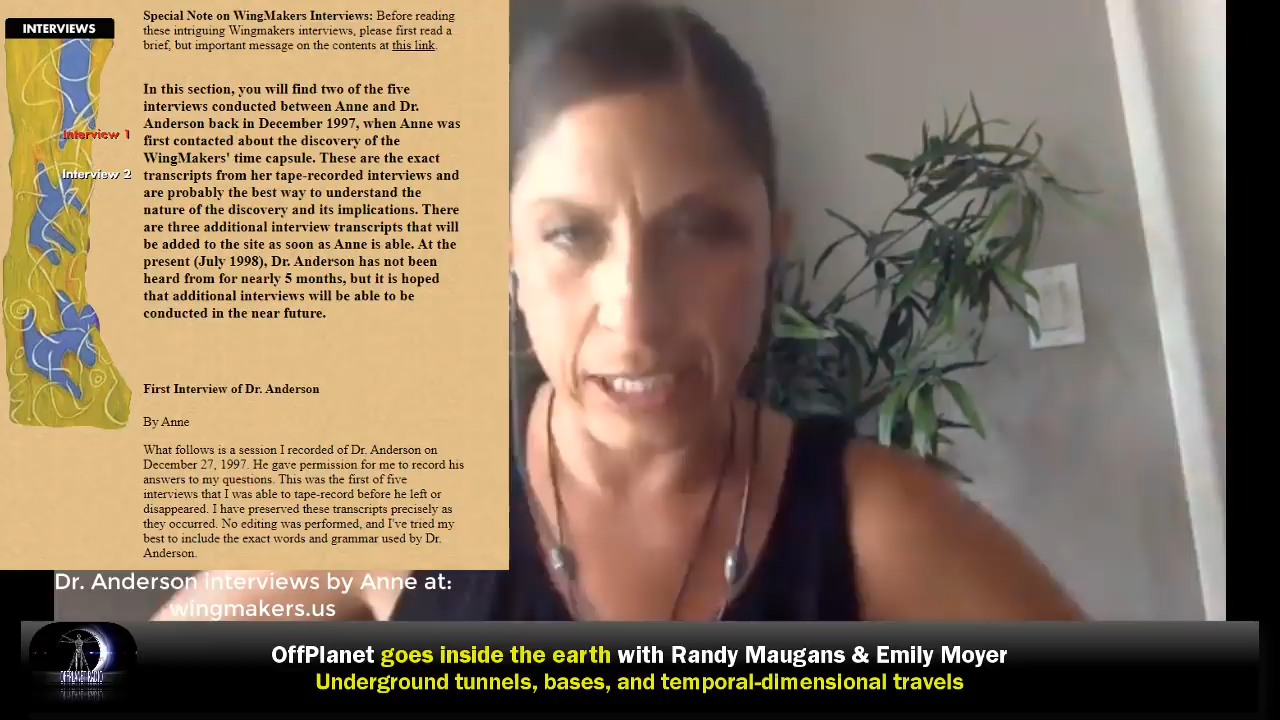 INTERVIEWS
Interview 1
Interview 2
Special Note on WingMakers Interviews: Before reading
these intriguing Wingmakers interviews, please first read a
brief, but important message on the contents at this link.
In this section, you will find two of the five
interviews conducted between Anne and Dr.
Anderson back in December 1997, when Anne was
first contacted about the discovery of the
WingMakers' time capsule. These are the exact
transcripts from her tape-recorded interviews and
are probably the best way to understand the
nature of the discovery and its implications. There
are three additional interview transcripts that will
be added to the site as soon as Anne is able. At the
present (July 1998), Dr. Anderson has not been
heard from for nearly 5 months, but it is hoped
that additional interviews will be able to be
conducted in the near future.
First Interview of Dr. Anderson
By Anne
What follows is a session I recorded of Dr. Anderson on
December 27, 1997. He gave permission for me to record his
answers to my questions. This was the first of five
interviews that I was able to tape-record before he left or
disappeared. I have preserved these transcripts precisely as
they occurred. No editing was performed, and I've tried my
best to include the exact words and grammar used by Dr.
Anderson.
Dr. Anderson interviews by Anne at:
wingmakers.us
OFFPLANET RADIO
OffPlanet goes inside the earth with Randy Maugans & Emily Moyer
Underground tunnels, bases, and temporal-dimensional travels